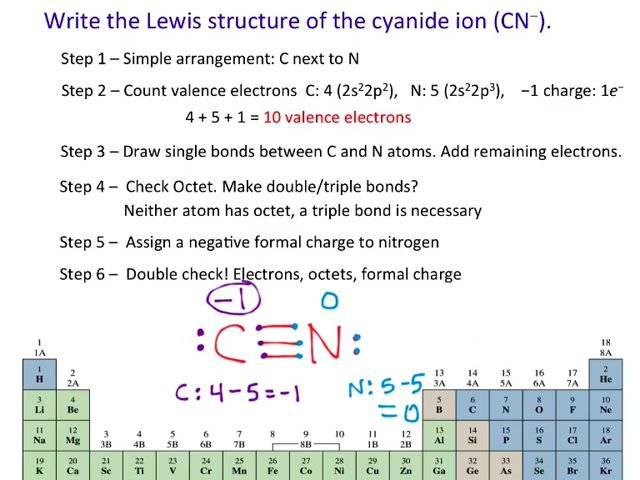 Write the Lewis structure of the cyanide ion (CN⁻).
Step 1 – Simple arrangement: C next to N
Step 2 – Count valence electrons C: 4 (2s²2p²), N: 5 (2s²2p³), −1 charge: 1e⁻
4 + 5 + 1 = 10 valence electrons
Step 3 – Draw single bonds between C and N atoms. Add remaining electrons.
Step 4 – Check Octet. Make double/triple bonds?
Neither atom has octet, a triple bond is necessary
Step 5 – Assign a negative formal charge to nitrogen
Step 6 – Double check! Electrons, octets, formal charge
−1 0
:C≡N:
C: 4 − 5 = −1 N: 5 − 5
= 0
1 18
1A 8A
1 2 13 14 15 16 17 2
H 2A 3A 4A 5A 6A 7A He
3 4 5 6 7 8 9 10
Li Be B C N O F Ne
11 12 3 4 5 6 7 8 9 10 11 12 13 14 15 16 17 18
Na Mg 3B 4B 5B 6B 7B 8B 1B 2B Al Si P S Cl Ar
19 20 21 22 23 24 25 26 27 28 29 30 31 32 33 34 35 36
K Ca Sc Ti V Cr Mn Fe Co Ni Cu Zn Ga Ge As Se Br Kr